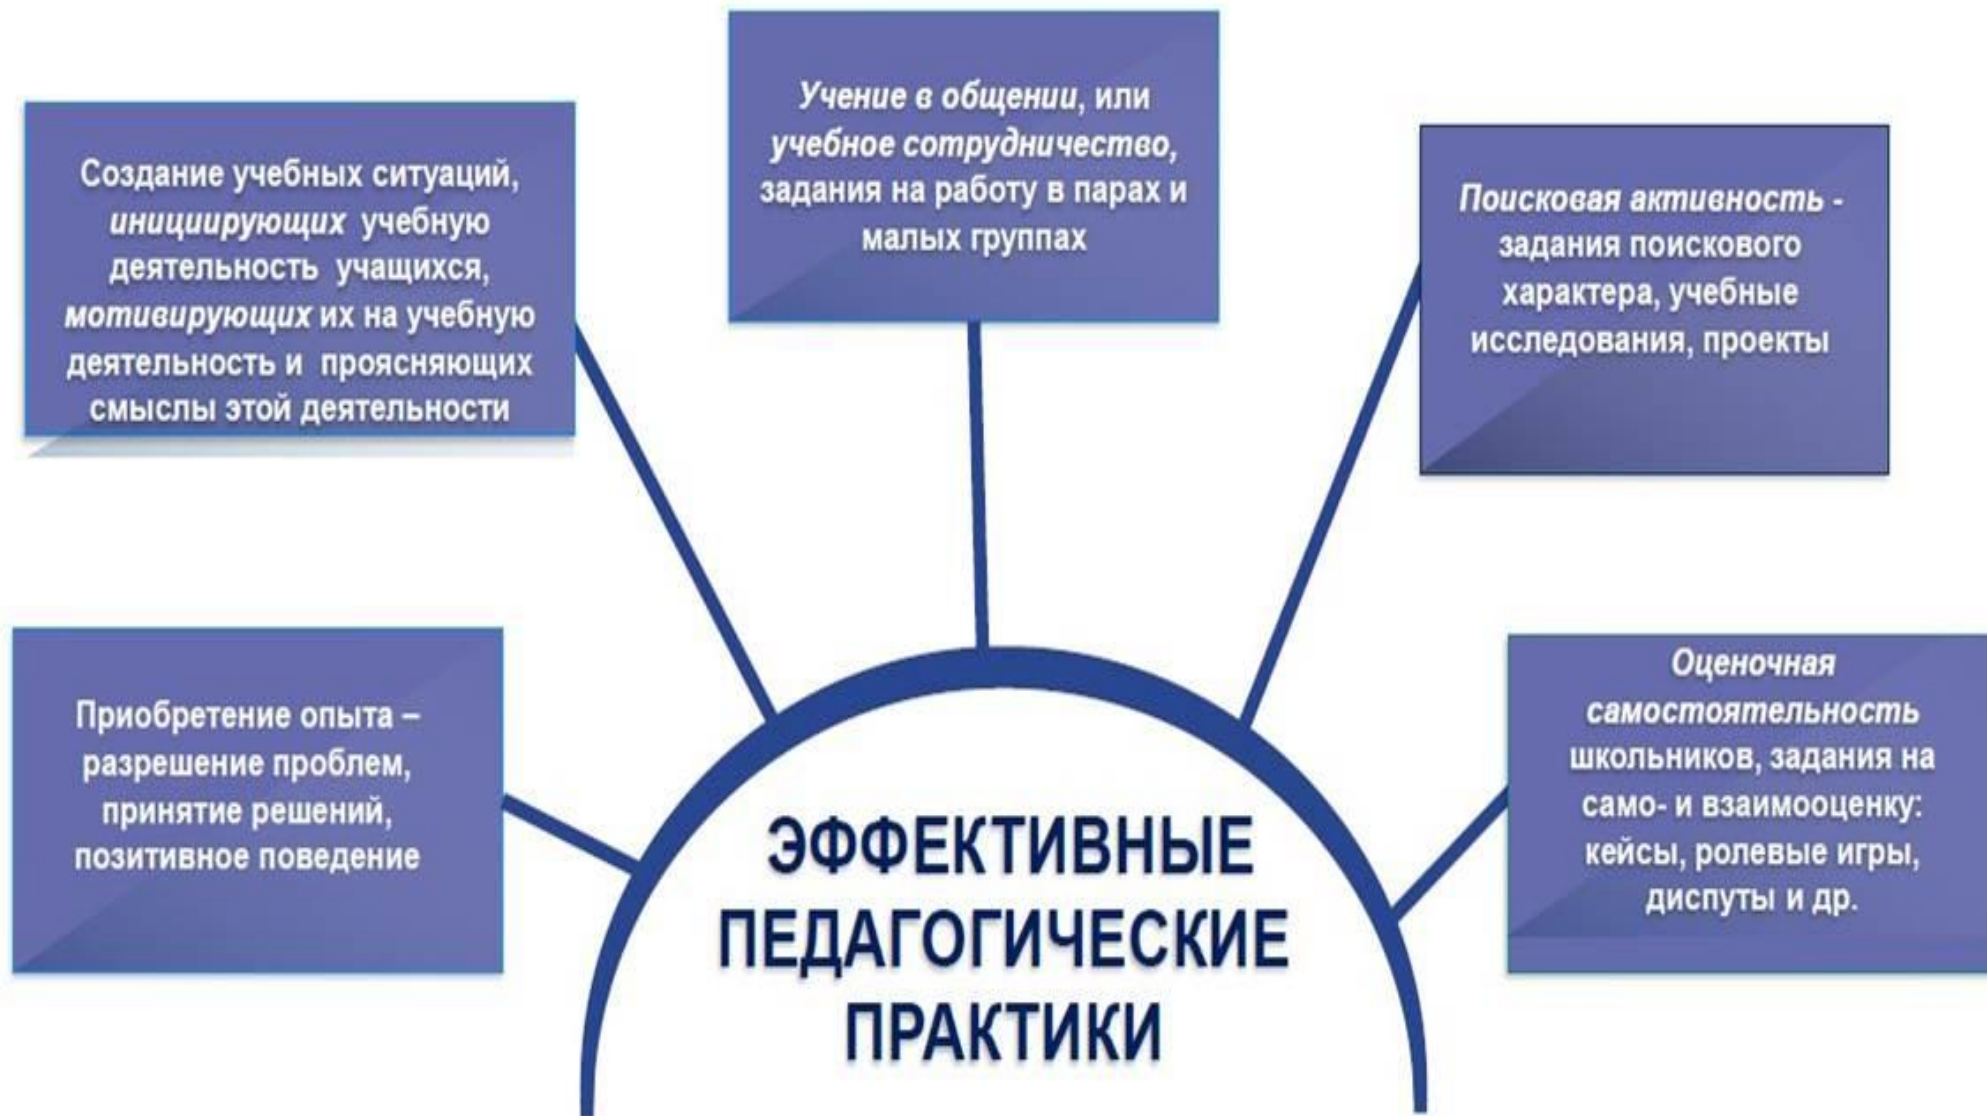 Учение в общении, или
учебное сотрудничество,
задания на работу в парах и
малых группах
Создание учебных ситуаций,
инициирующих учебную
деятельность учащихся,
мотивирующих их на учебную
деятельность и проясняющих
смыслы этой деятельности
Поисковая активность -
задания поискового
характера, учебные
исследования, проекты
Приобретение опыта –
разрешение проблем,
принятие решений,
позитивное поведение
Оценочная
самостоятельность
школьников, задания на
само- и взаимооценку:
кейсы, ролевые игры,
диспуты и др.
ЭФФЕКТИВНЫЕ
ПЕДАГОГИЧЕСКИЕ
ПРАКТИКИ